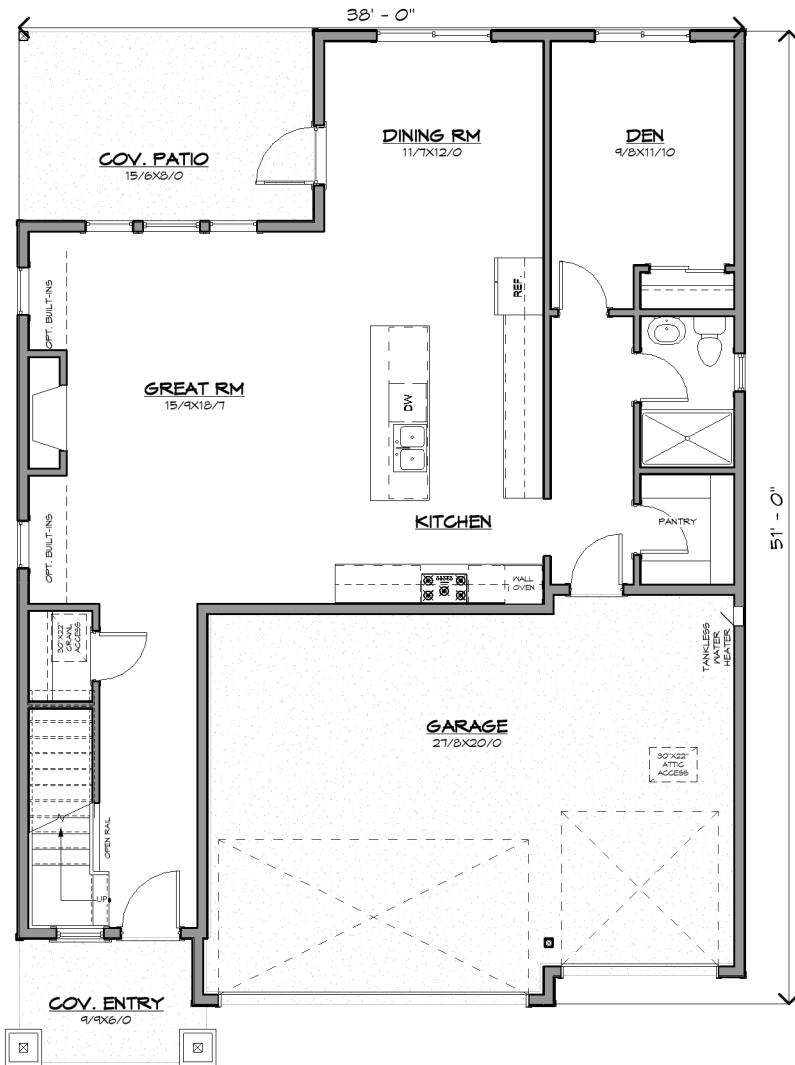 38' - 0"
COV. PATIO
15/6X8/0
DINING RM
11/7X12/0
DEN
9/8X11/10
OPT. BUILT-INS
REF.
GREAT RM
15/9X18/7
DW
KITCHEN
PANTRY
51' - 0"
OPT. BUILT-INS
WALL
OVEN
30"X22"
CRAWL
ACCESS
TANKLESS
WATER
HEATER
GARAGE
27/8X20/0
30"X22"
ATTIC
ACCESS
OPEN RAIL
UP
COV. ENTRY
9/9X6/0